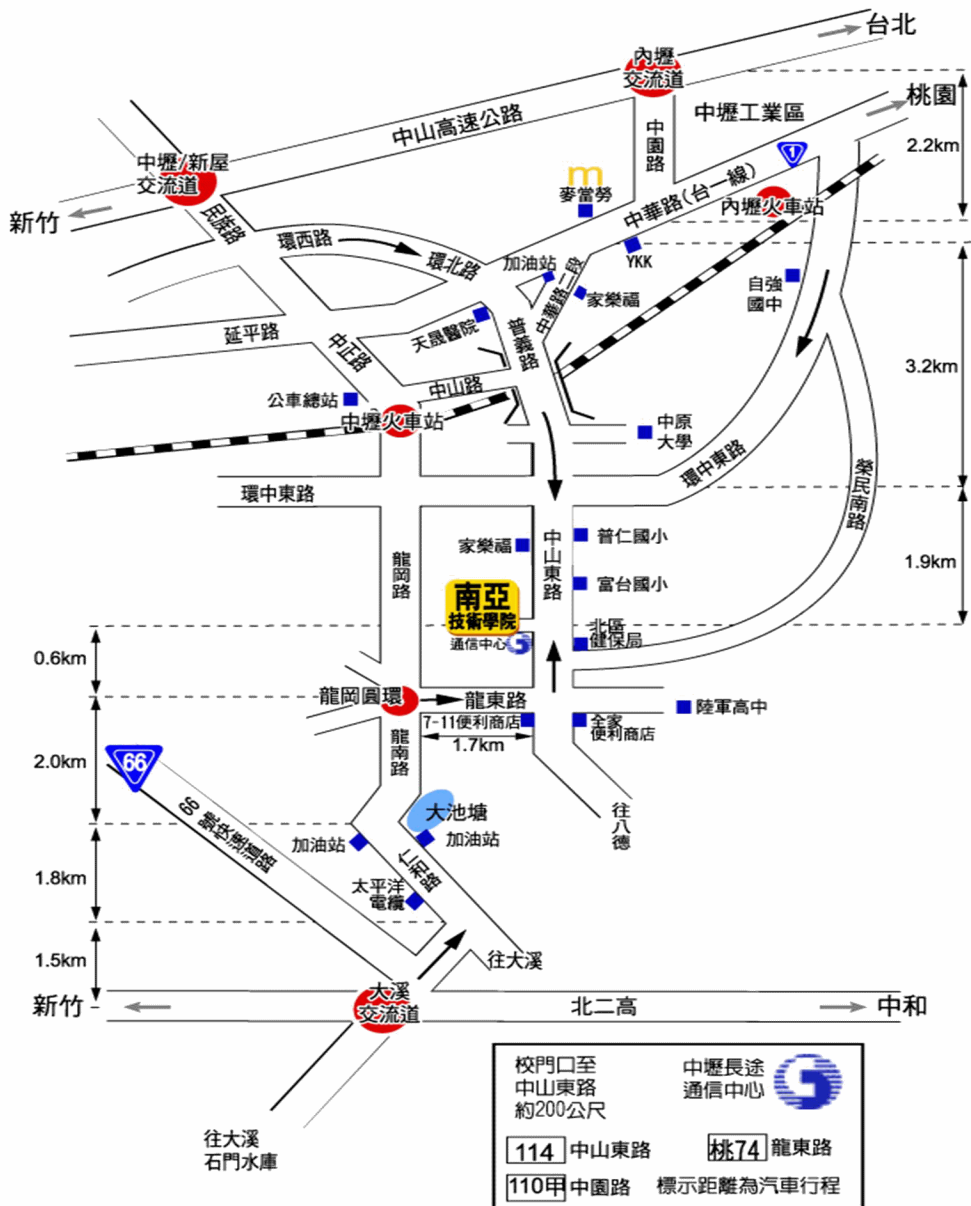 台北
內壢
交流道
桃園
中壢工業區
中園路
中山高速公路
2.2km
1
中壢/新屋
交流道
m
麥當勞
中華路(台一線)
內壢火車站
新竹
民族路
環西路
環北路
加油站
YKK
中華路二段
家樂福
自強
國中
延平路
天晟醫院
普義路
中正路
3.2km
中山路
公車總站
中壢火車站
中原
大學
環中東路
環中東路
榮民南路
家樂福
中山東路
普仁國小
龍岡路
1.9km
富台國小
南亞
技術學院
北區
健保局
通信中心
0.6km
龍岡圓環
龍東路
陸軍高中
7-11便利商店
全家
便利商店
1.7km
龍南路
2.0km
66
66號快速道路
大池塘
往八德
加油站
加油站
仁和路
1.8km
太平洋
電纜
往大溪
1.5km
新竹
大溪
交流道
北二高
中和
校門口至
中山東路
約200公尺
中壢長途
通信中心
114 中山東路
桃74 龍東路
110甲 中園路
標示距離為汽車行程
往大溪
石門水庫